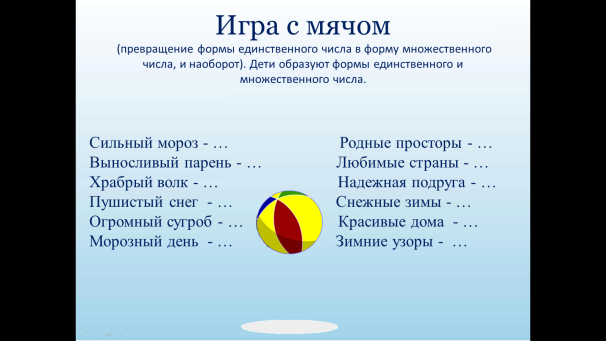 Игра с мячом
(превращение формы единственного числа в форму множественного
числа, и наоборот). Дети образуют формы единственного и
множественного числа.
Сильный мороз - …
Выносливый парень - …
Храбрый волк - …
Пушистый снег  - …
Огромный сугроб - …
Морозный день  - …
Родные просторы - …
Любимые страны - …
Надежная подруга - …
Снежные зимы - …
Красивые дома  - …
Зимние узоры -  …